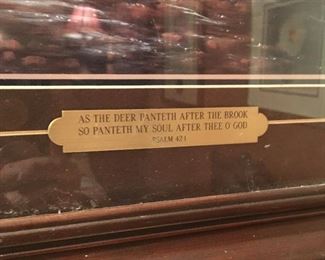 AS THE DEER PANTETH AFTER THE BROOK
SO PANTETH MY SOUL AFTER THEE O GOD
PSALM 42:1